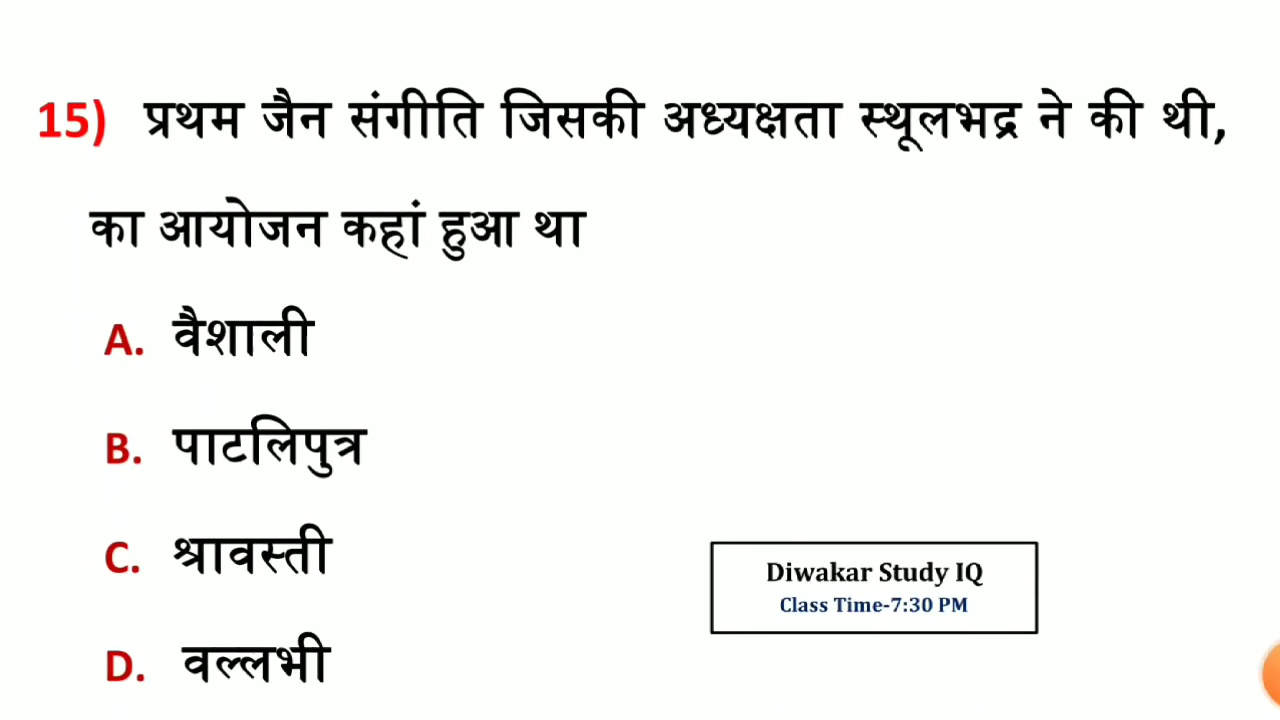 15) प्रथम जैन संगीति जिसकी अध्यक्षता स्थूलभद्र ने की थी,
का आयोजन कहां हुआ था
A. वैशाली
B. पाटलिपुत्र
C. श्रावस्ती
D. वल्लभी
Diwakar Study IQ
Class Time-7:30 PM